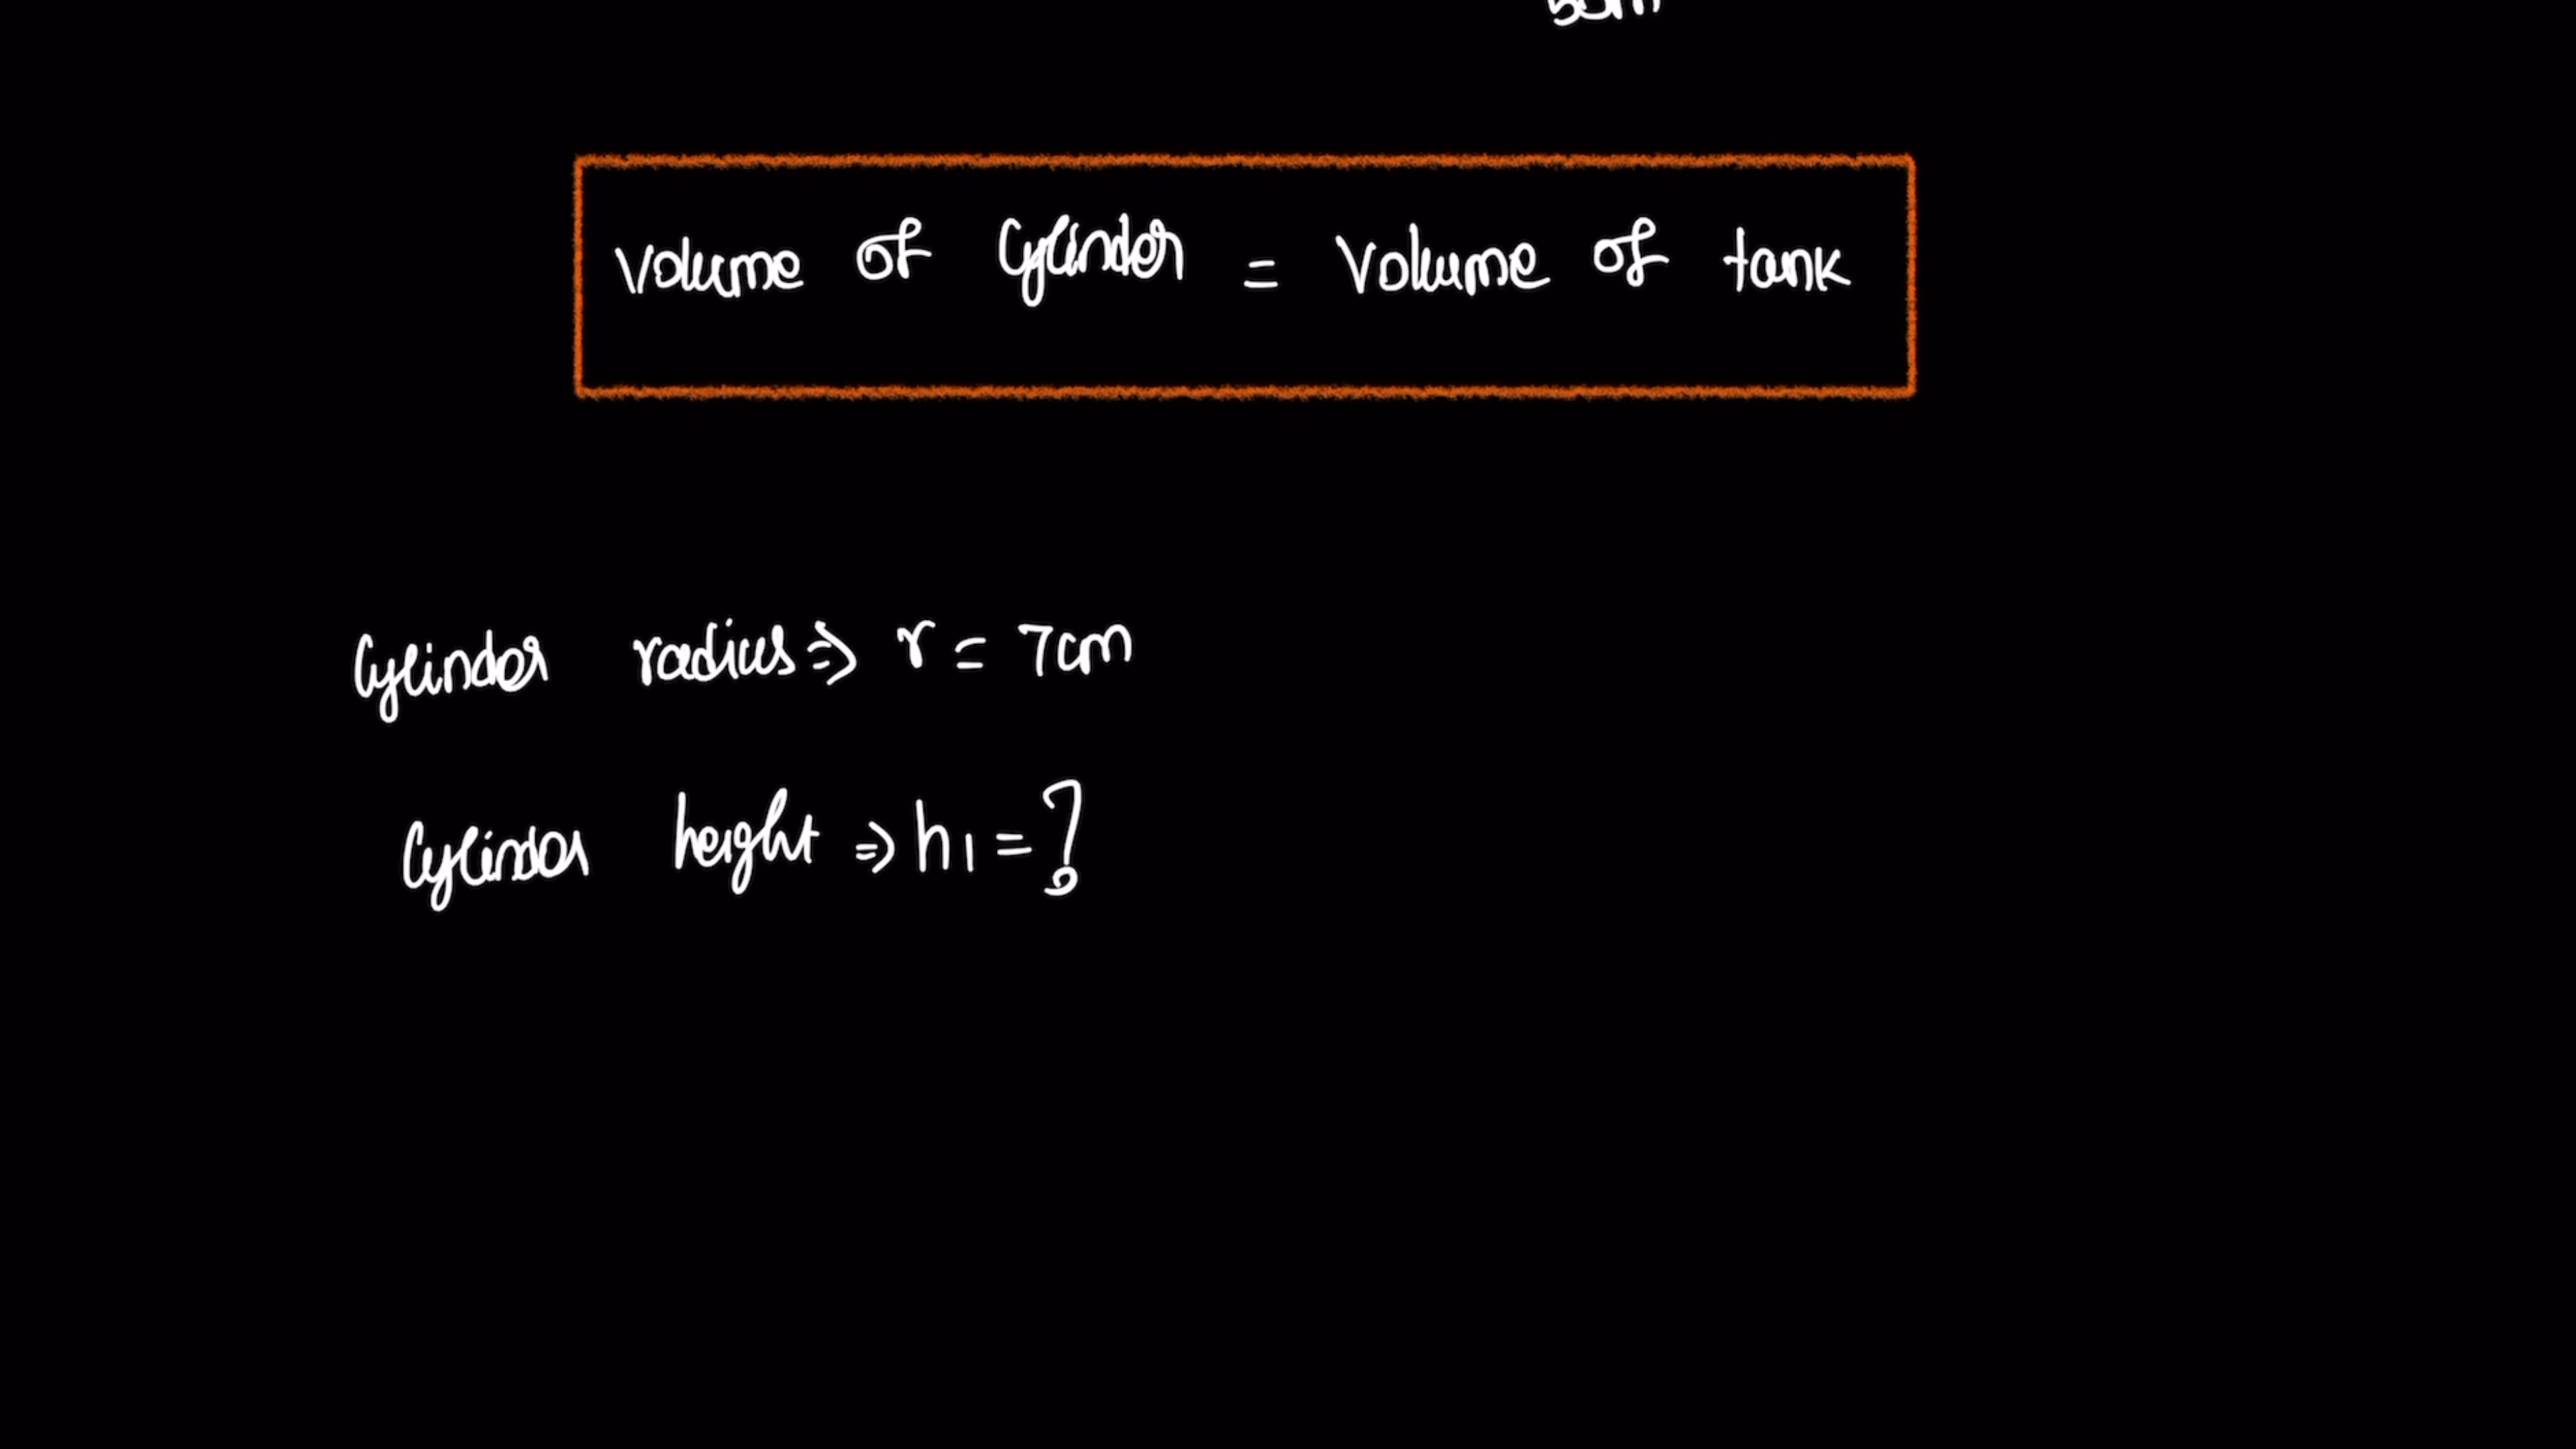 Volume of Cylinder = Volume of tank
Cylinder radius ⇒ r = 7cm
Cylinder height ⇒ h1 = ?